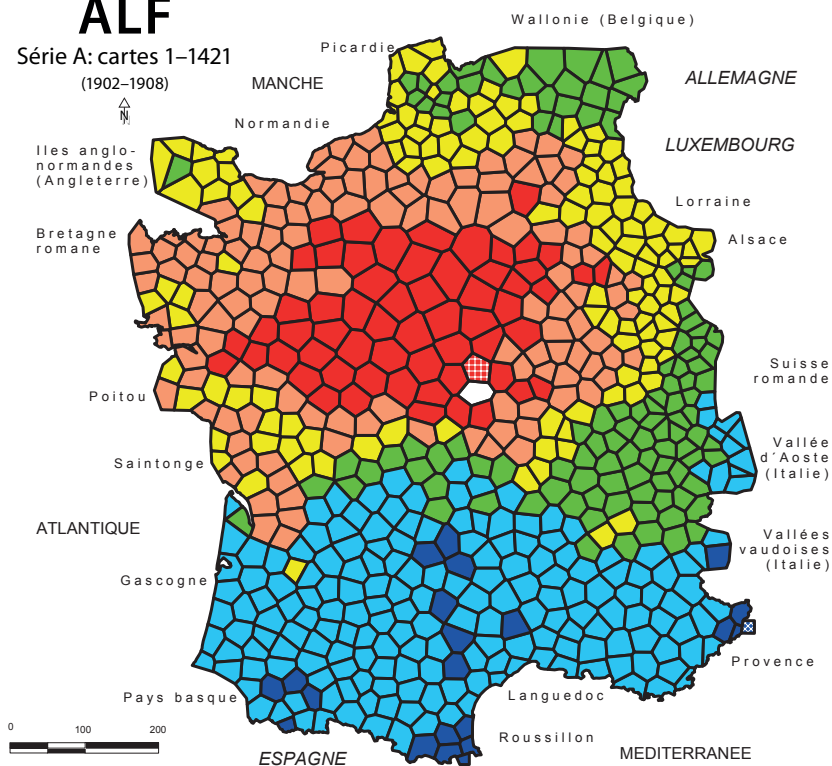 ALF
Série A: cartes 1–1421
(1902–1908)
N
Wallonie (Belgique)
Picardie
MANCHE
ALLEMAGNE
Normandie
LUXEMBOURG
Iles anglo-
normandes
(Angleterre)
Lorraine
Bretagne
romane
Alsace
Suisse
romande
Poitou
Vallée
d´Aoste
(Italie)
Saintonge
ATLANTIQUE
Vallées
vaudoises
(Italie)
Gascogne
Provence
Pays basque
Languedoc
0 100 200
Roussillon
ESPAGNE
MEDITERRANEE